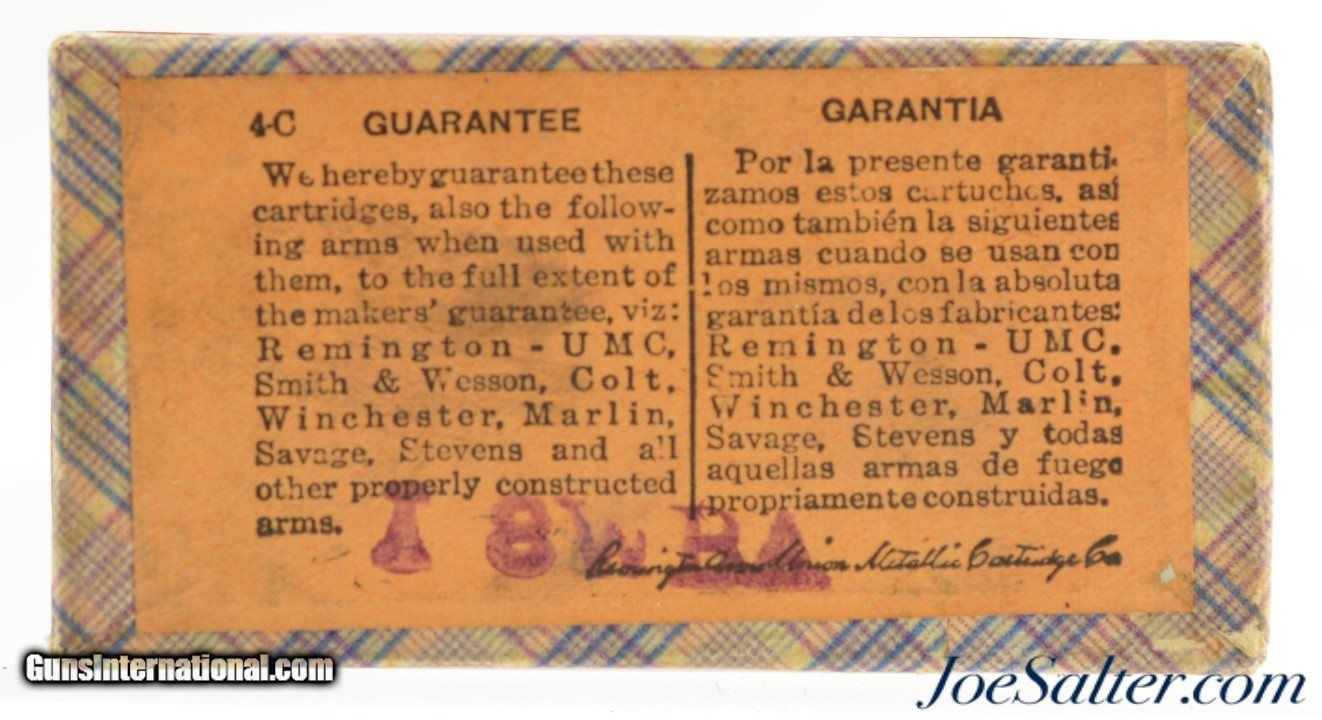 4-C GUARANTEE
We hereby guarantee these
cartridges, also the follow-
ing arms when used with
them, to the full extent of
the makers' guarantee, viz:
Remington - UMC,
Smith & Wesson, Colt,
Winchester, Marlin,
Savage, Stevens and all
other properly constructed
arms.
GARANTIA
Por la presente garanti-
zamos estos cartuchos, así
como también la siguientes
armas cuando se usan con
los mismos, con la absoluta
garantía de los fabricantes:
Remington - UMC,
Smith & Wesson, Colt,
Winchester, Marlin,
Savage, Stevens y todas
aquellas armas de fuego
propriamente construidas.
Remington Arms Union Metallic Cartridge Co
GunsInternational.com
JoeSalter.com